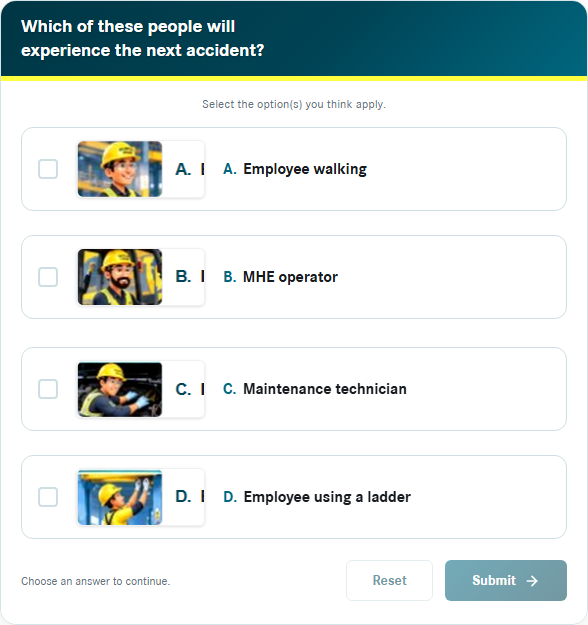 Which of these people will
experience the next accident?
Select the option(s) you think apply.
A.
A. Employee walking
B.
B. MHE operator
C.
C. Maintenance technician
D.
D. Employee using a ladder
Choose an answer to continue.
Reset
Submit →